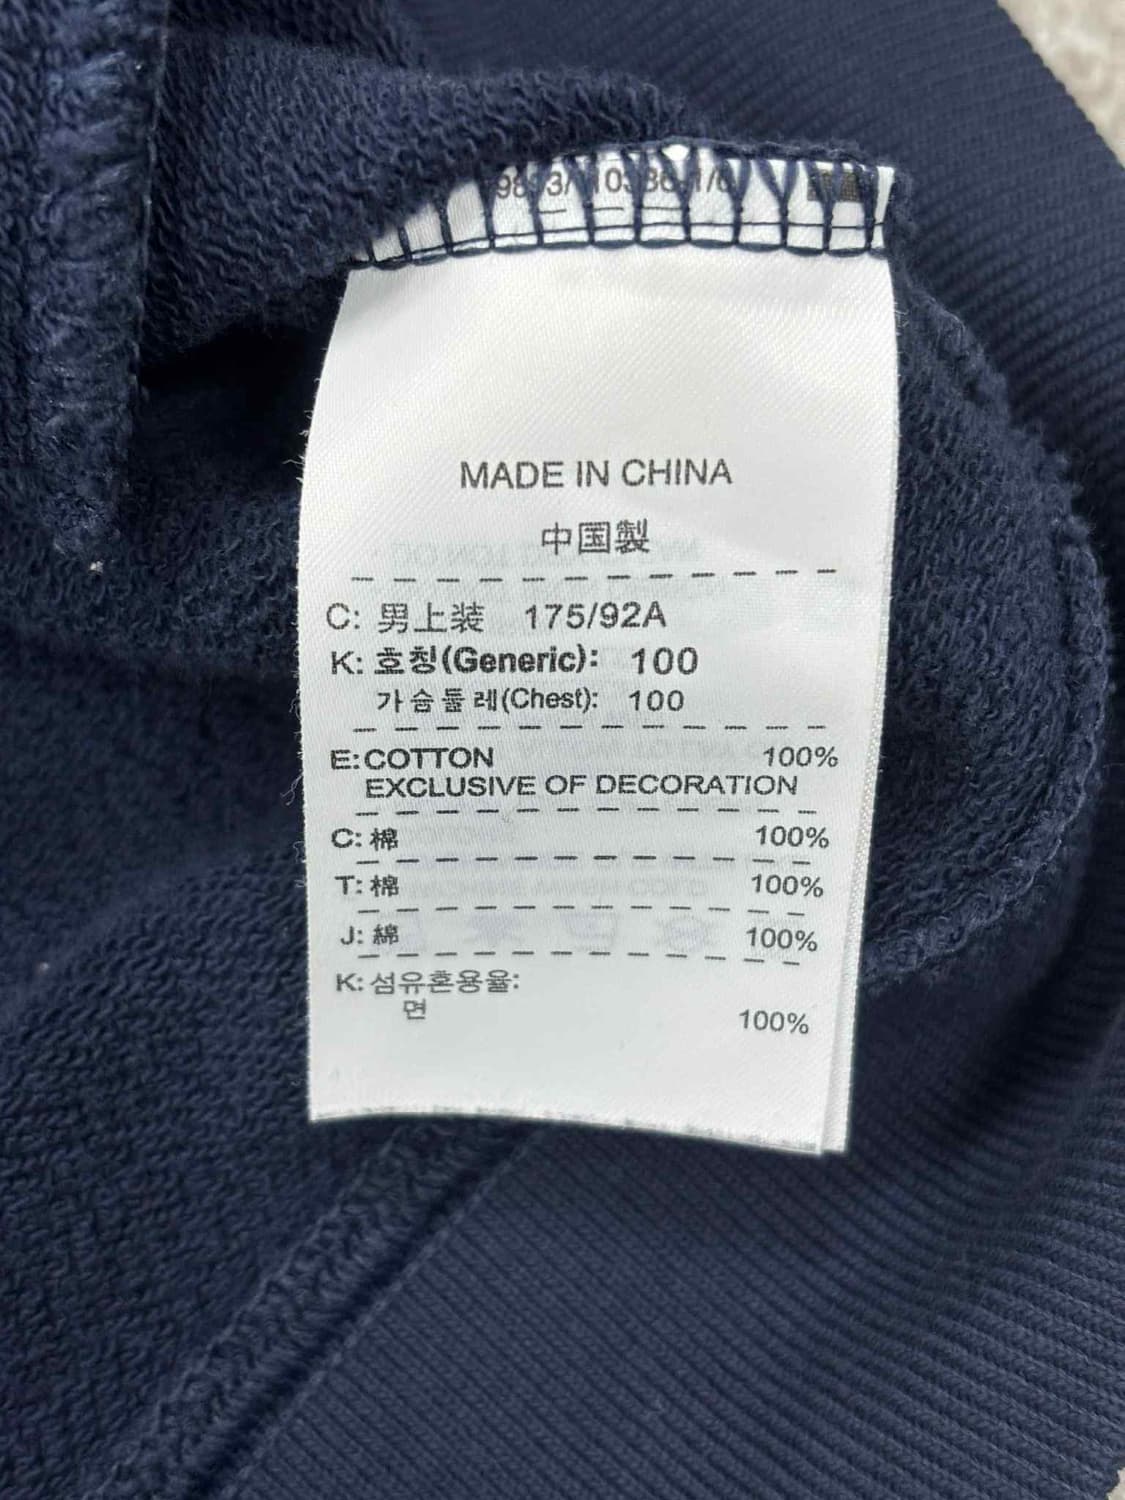 MADE IN CHINA
中国製
C: 男上装 175/92A
K: 호칭(Generic): 100
가슴둘레(Chest): 100
E: COTTON 100%
EXCLUSIVE OF DECORATION
C: 棉 100%
T: 棉 100%
J: 綿 100%
K: 섬유혼용율:
면 100%